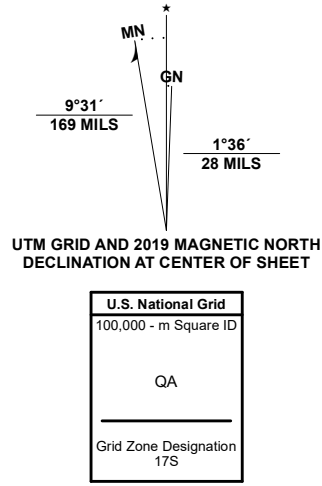 ★
MN
GN
9°31´
169 MILS
1°36´
28 MILS
UTM GRID AND 2019 MAGNETIC NORTH
DECLINATION AT CENTER OF SHEET
U.S. National Grid
100,000 - m Square ID
QA
Grid Zone Designation
17S